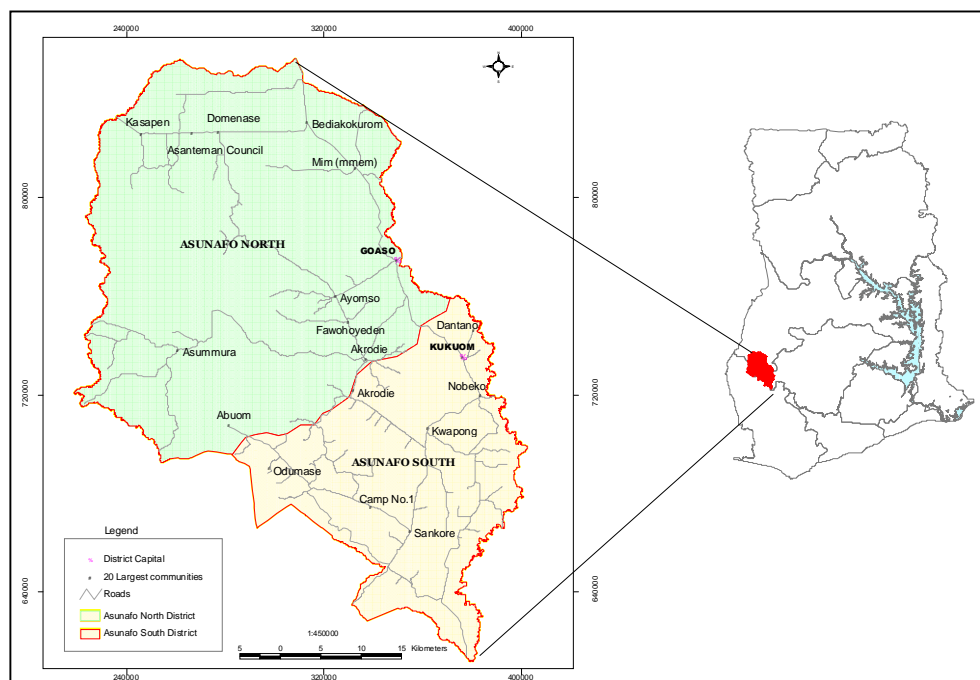 240000
320000
400000
Kasapen
Domenase
Bediakokurom
Asanteman Council
Mim (mmem)
800000
800000
ASUNAFO NORTH
GOASO
Ayomso
Fawohoyeden
Dantano
Asummura
Akrodie
KUKUOM
Nobeko
720000
720000
Akrodie
Abuom
Kwapong
ASUNAFO SOUTH
Odumase
Camp No.1
Sankore
Legend
District Capital
20 Largest communities
Roads
Asunafo North District
Asunafo South District
640000
640000
1:450000
5 0 5 10 15 Kilometers
240000
320000
400000